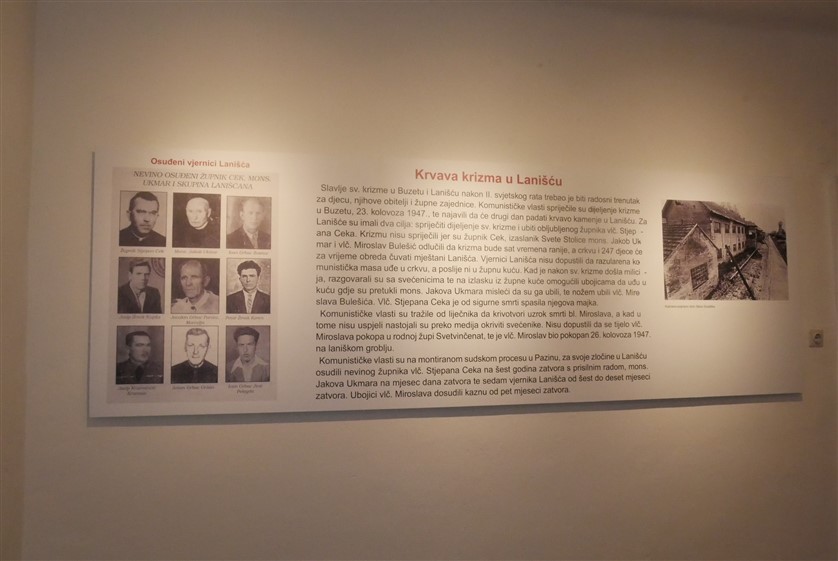 Osuđeni vjernici Lanišća
NEVINO OSUĐENI ŽUPNIK CEK, MONS.
UKMAR I SKUPINA LANIŠĆANA
Krvava krizma u Lanišću
Slavlje sv. krizme u Buzetu i Lanišću nakon II. svjetskog rata trebao je biti radosni trenutak
za djecu, njihove obitelji i župne zajednice. Komunističke vlasti spriječile su dijeljenje krizme
u Buzetu, 23. kolovoza 1947., te najavili da će drugi dan padati krvavo kamenje u Lanišću. Za
Lanišće su imali dva cilja: spriječiti dijeljenje sv. krizme i ubiti obljubljenog župnika vlč. Stjep -
ana Ceka. Krizmu nisu spriječili jer su župnik Cek, izaslanik Svete Stolice mons. Jakob Uk
mar i vlč. Miroslav Bulešić odlučili da krizma bude sat vremena ranije, a crkvu i 247 djece će
za vrijeme obreda čuvati mještani Lanišća. Vjernici Lanišća nisu dopustili da razularena ko
munistička masa uđe u crkvu, a poslije ni u župnu kuću. Kad je nakon sv. krizme došla milici -
ja, razgovarali su sa svećenicima te na izlasku iz župne kuće omogućili ubojicama da uđu u
kuću gdje su pretukli mons. Jakova Ukmara misleći da su ga ubili, te nožem ubili vlč. Miro
slava Bulešića. Vlč. Stjepana Ceka je od sigurne smrti spasila njegova majka.
Komunističke vlasti su tražile od liječnika da krivotvori uzrok smrti bl. Miroslava, a kad u
tome nisu uspjeli nastojali su preko medija okriviti svećenike. Nisu dopustili da se tijelo vlč.
Miroslava pokopa u rodnoj župi Svetvinčenat, te je vlč. Miroslav bio pokopan 26. kolovoza 1947.
na laniškom groblju.
Komunističke vlasti su na montiranom sudskom procesu u Pazinu, za svoje zločine u Lanišću
osudili nevinog župnika vlč. Stjepana Ceka na šest godina zatvora s prisilnim radom, mons.
Jakova Ukmara na mjesec dana zatvora te sedam vjernika Lanišća od šest do deset mjeseci
zatvora. Ubojici vlč. Miroslava dosudili kaznu od pet mjeseci zatvora.